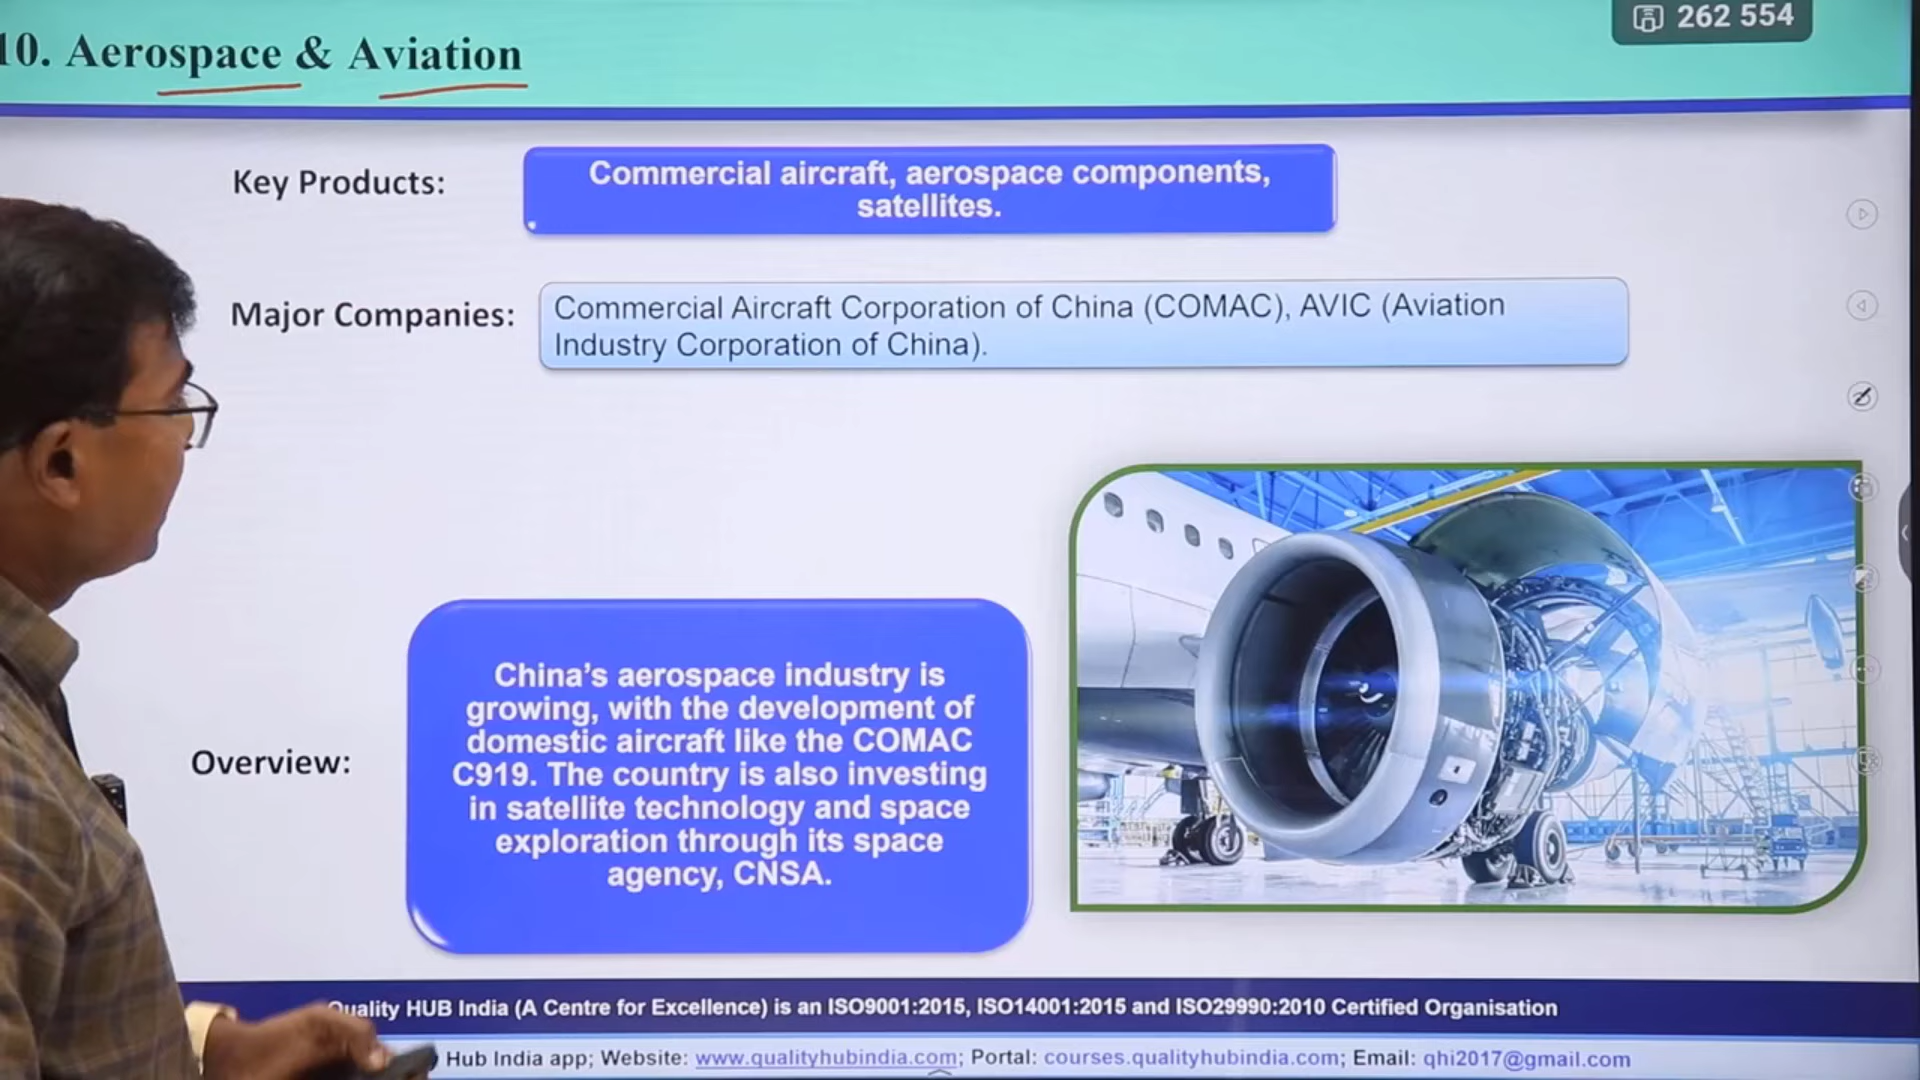 262 554
10. Aerospace & Aviation
Key Products:
Commercial aircraft, aerospace components,
satellites.
Major Companies:
Commercial Aircraft Corporation of China (COMAC), AVIC (Aviation
Industry Corporation of China).
Overview:
China’s aerospace industry is
growing, with the development of
domestic aircraft like the COMAC
C919. The country is also investing
in satellite technology and space
exploration through its space
agency, CNSA.
Quality HUB India (A Centre for Excellence) is an ISO9001:2015, ISO14001:2015 and ISO29990:2010 Certified Organisation
Hub India app; Website: www.qualityhubindia.com; Portal: courses.qualityhubindia.com; Email: qhi2017@gmail.com